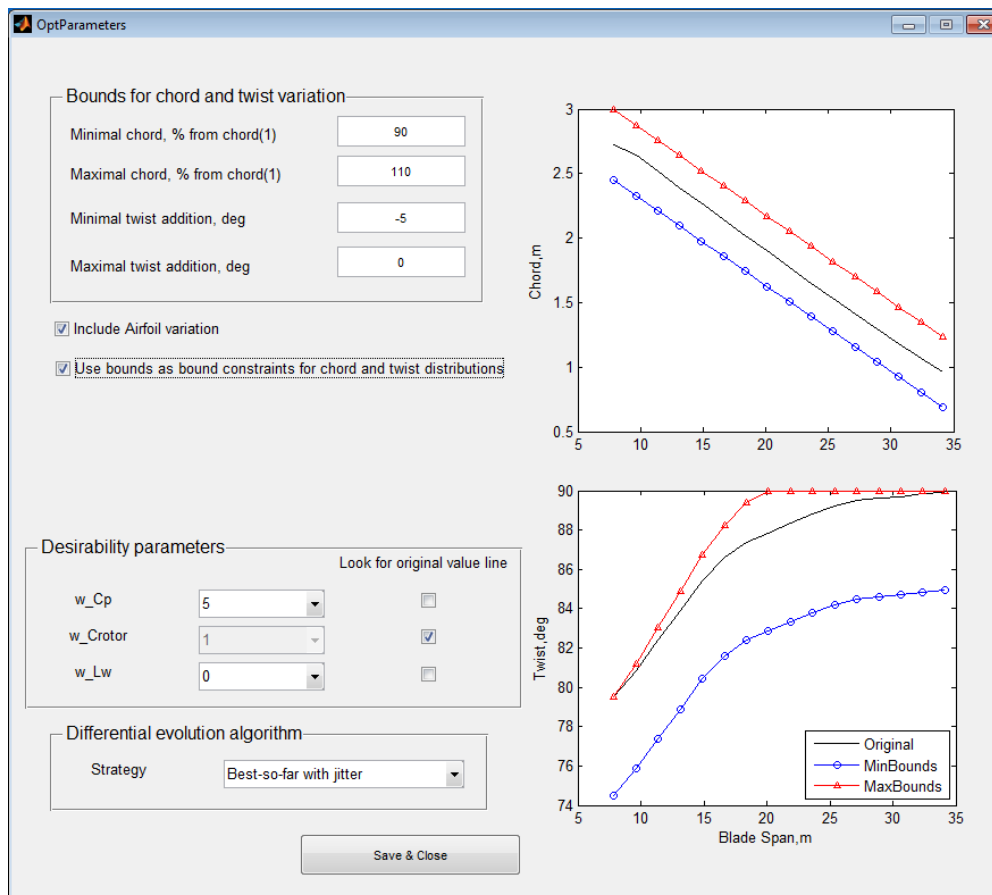 OptParameters
Bounds for chord and twist variation
Minimal chord, % from chord(1)
90
Maximal chord, % from chord(1)
110
Minimal twist addition, deg
-5
Maximal twist addition, deg
0
Include Airfoil variation
Use bounds as bound constraints for chord and twist distributions
Desirability parameters
Look for original value line
w_Cp
5
w_Crotor
1
w_Lw
0
Differential evolution algorithm
Strategy
Best-so-far with jitter
Save & Close
Chord,m
3
2.5
2
1.5
1
0.5
5 10 15 20 25 30 35
Twist,deg
90
88
86
84
82
80
78
76
74
5 10 15 20 25 30 35
Blade Span,m
Original
MinBounds
MaxBounds